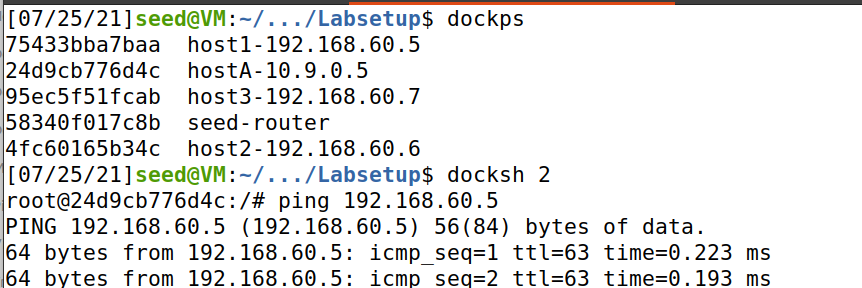 [07/25/21]seed@VM:~/.../Labsetup$ dockps
75433bba7baa  host1-192.168.60.5
24d9cb776d4c  hostA-10.9.0.5
95ec5f51fcab  host3-192.168.60.7
58340f017c8b  seed-router
4fc60165b34c  host2-192.168.60.6
[07/25/21]seed@VM:~/.../Labsetup$ docksh 2
root@24d9cb776d4c:/# ping 192.168.60.5
PING 192.168.60.5 (192.168.60.5) 56(84) bytes of data.
64 bytes from 192.168.60.5: icmp_seq=1 ttl=63 time=0.223 ms
64 bytes from 192.168.60.5: icmp_seq=2 ttl=63 time=0.193 ms